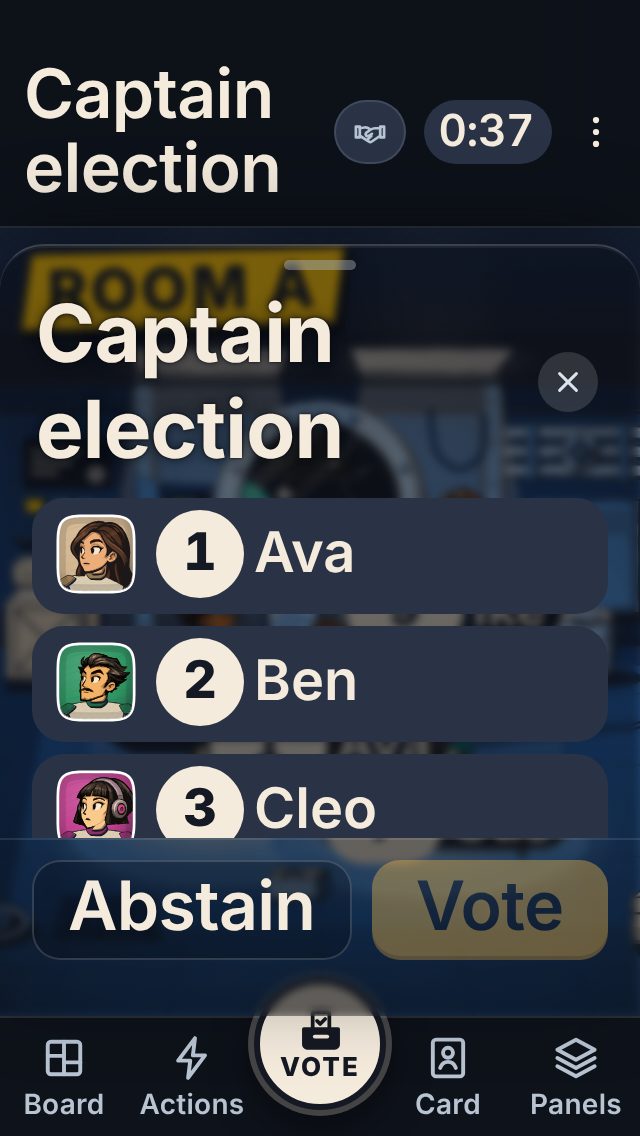 Captain
election
0:37
ROOM A
Captain
election
1 Ava
2 Ben
3 Cleo
Abstain
Vote
VOTE
Board
Actions
Card
Panels